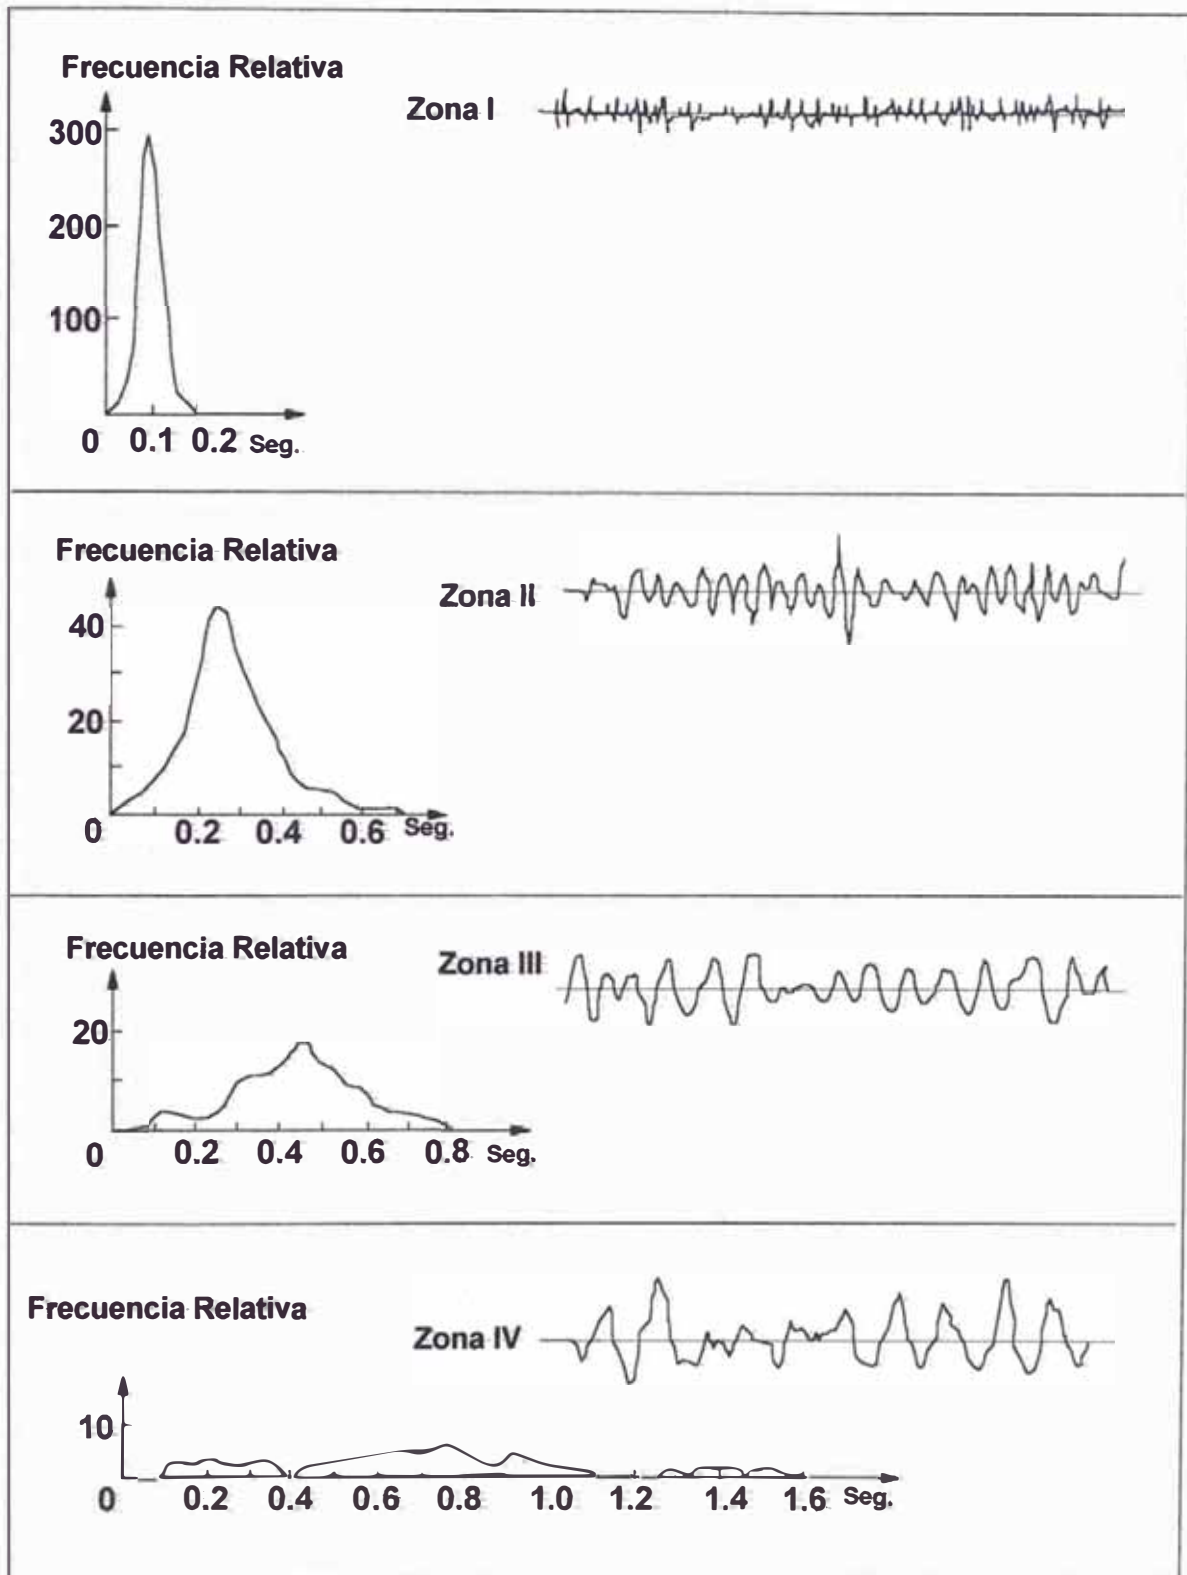 Frecuencia Relativa
Zona I
300
200
100
0 0.1 0.2 Seg.
Frecuencia Relativa
Zona II
40
20
0 0.2 0.4 0.6 Seg.
Frecuencia Relativa
Zona III
20
0 0.2 0.4 0.6 0.8 Seg.
Frecuencia Relativa
Zona IV
10
0 0.2 0.4 0.6 0.8 1.0 1.2 1.4 1.6 Seg.